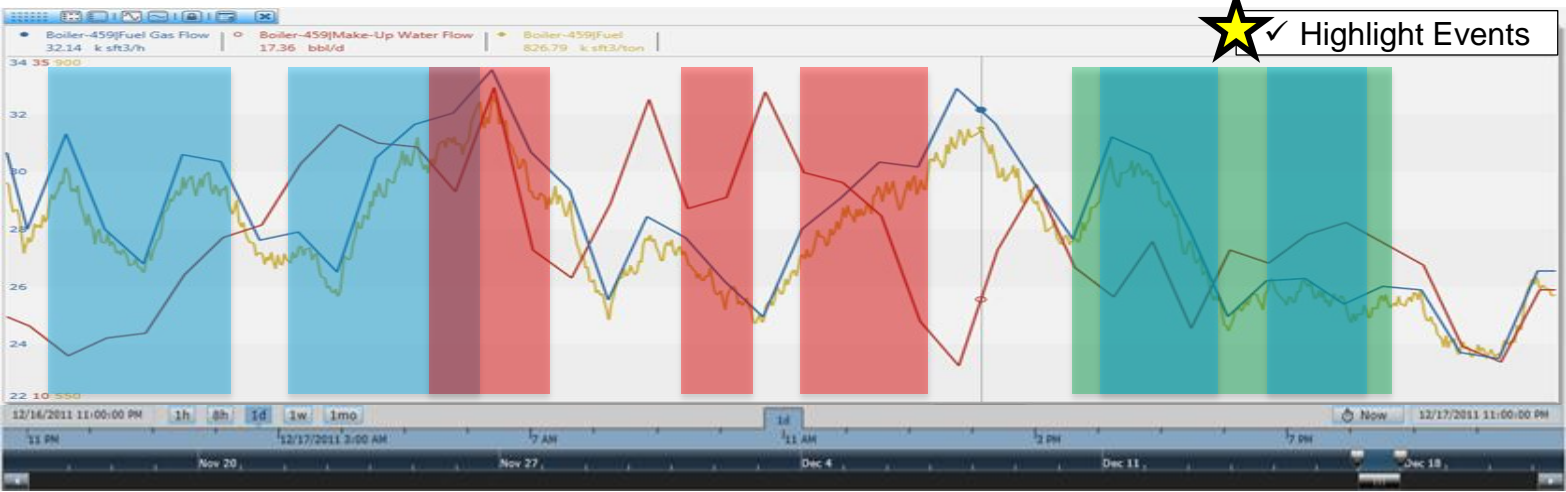 ✓ Highlight Events
Boiler-459|Fuel Gas Flow
32.14 k sft3/h
Boiler-459|Make-Up Water Flow
17.36 bbl/d
Boiler-459|Fuel
826.79 k sft3/ton
34 35 900
32
30
28
26
24
22 10 550
12/16/2011 11:00:00 PM 1h 8h 1d 1w 1mo 1d Now 12/17/2011 11:00:00 PM
11 PM 12/17/2011 3:00 AM 7 AM 11 AM 2 PM 7 PM
Nov 20 Nov 27 Dec 4 Dec 11 Dec 18